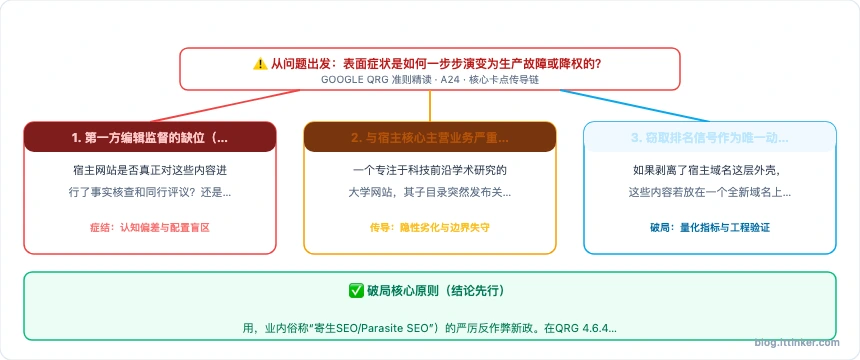 ⚠️ 从问题出发：表面症状是如何一步步演变为生产故障或降权的?
GOOGLE QRG 准则精读 · A24 · 核心卡点传导链
1. 第一方编辑监督的缺位（...
宿主网站是否真正对这些内容进
行了事实核查和同行评议？还是...
症结：认知偏差与配置盲区
2. 与宿主核心主营业务严重...
一个专注于科技前沿学术研究的
大学网站，其子目录突然发布关...
传导：隐性劣化与边界失守
3. 窃取排名信号作为唯一动...
如果剥离了宿主域名这层外壳，
这些内容若放在一个全新域名上...
破局：量化指标与工程验证
✅ 破局核心原则（结论先行）
用，业内俗称“寄生SEO/Parasite SEO”）的严厉反作弊新政。在QRG 4.6.4...
blog.ittinker.com